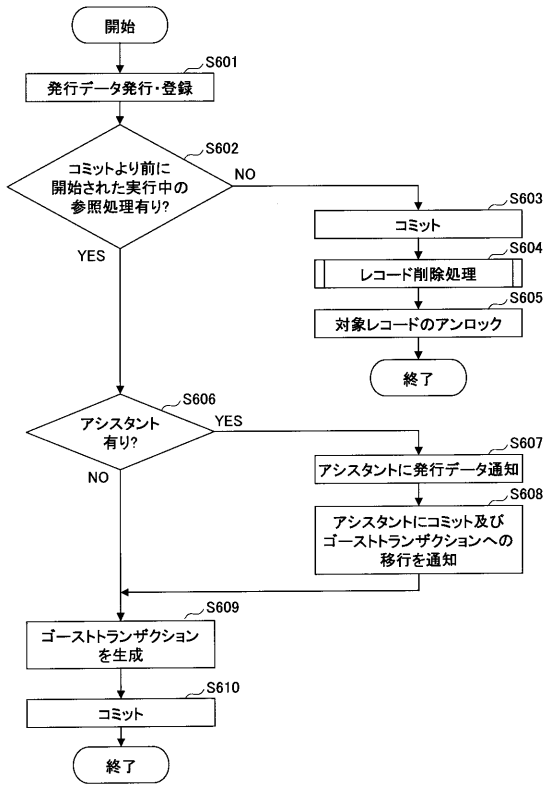 開始
S601
発行データ発行・登録
S602
コミットより前に
開始された実行中の
参照処理有り?
NO
YES
S603
コミット
S604
レコード削除処理
S605
対象レコードのアンロック
終了
S606
アシスタント
有り?
YES
NO
S607
アシスタントに発行データ通知
S608
アシスタントにコミット及び
ゴーストトランザクションへの
移行を通知
S609
ゴーストトランザクション
を生成
S610
コミット
終了